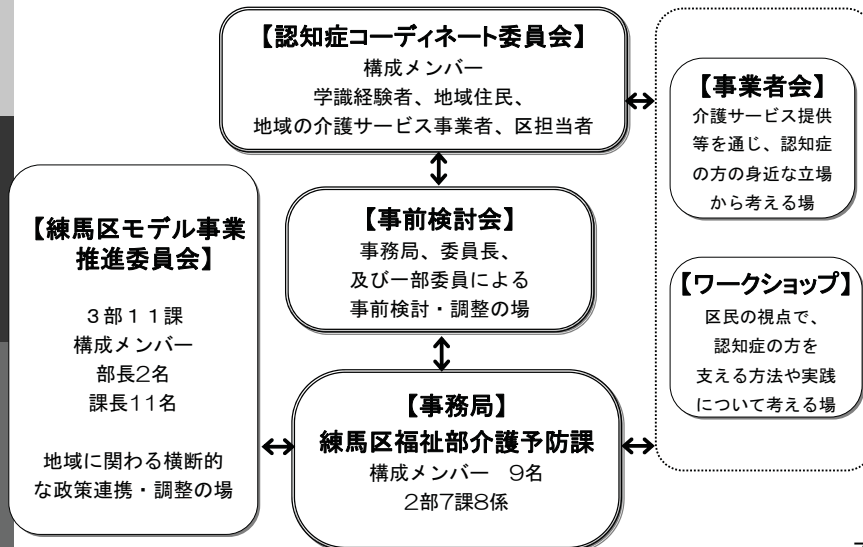 【認知症コーディネート委員会】
構成メンバー
学識経験者、地域住民、
地域の介護サービス事業者、区担当者
【事業者会】
介護サービス提供
等を通じ、認知症
の方の身近な立場
から考える場
【練馬区モデル事業
推進委員会】
３部１１課
構成メンバー
部長2名
課長11名
地域に関わる横断的
な政策連携・調整の場
【事前検討会】
事務局、委員長、
及び一部委員による
事前検討・調整の場
【ワークショップ】
区民の視点で、
認知症の方を
支える方法や実践
について考える場
【事務局】
練馬区福祉部介護予防課
構成メンバー　9名
2部7課8係